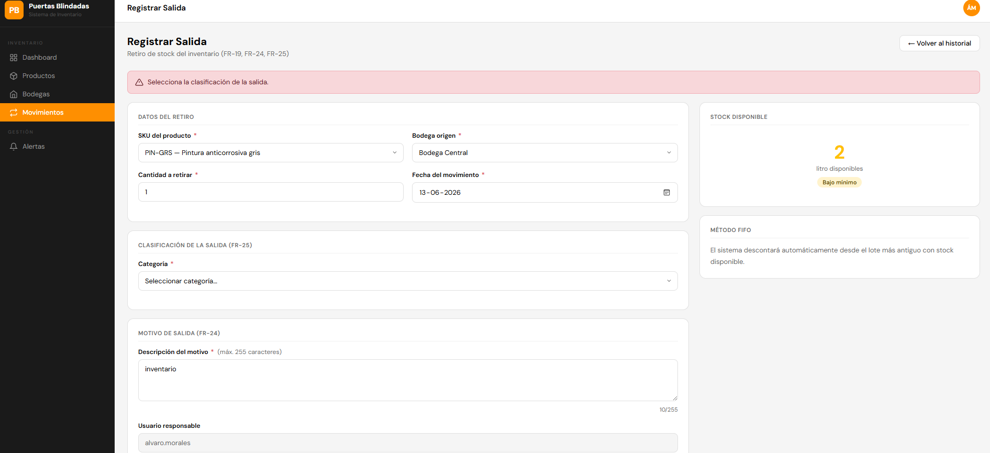 PB
Puertas Blindadas
Sistema de Inventario
Registrar Salida
ÁM
INVENTARIO
Dashboard
Productos
Bodegas
Movimientos
GESTIÓN
Alertas
Registrar Salida
Retiro de stock del inventario (FR-19, FR-24, FR-25)
← Volver al historial
Selecciona la clasificación de la salida.
DATOS DEL RETIRO
SKU del producto *
PIN-GRS — Pintura anticorrosiva gris
Bodega origen *
Bodega Central
Cantidad a retirar *
1
Fecha del movimiento *
13-06-2026
CLASIFICACIÓN DE LA SALIDA (FR-25)
Categoría *
Seleccionar categoría...
MOTIVO DE SALIDA (FR-24)
Descripción del motivo * (máx. 255 caracteres)
inventario
10/255
Usuario responsable
alvaro.morales
STOCK DISPONIBLE
2
litro disponibles
Bajo mínimo
MÉTODO FIFO
El sistema descontará automáticamente desde el lote más antiguo con stock
disponible.